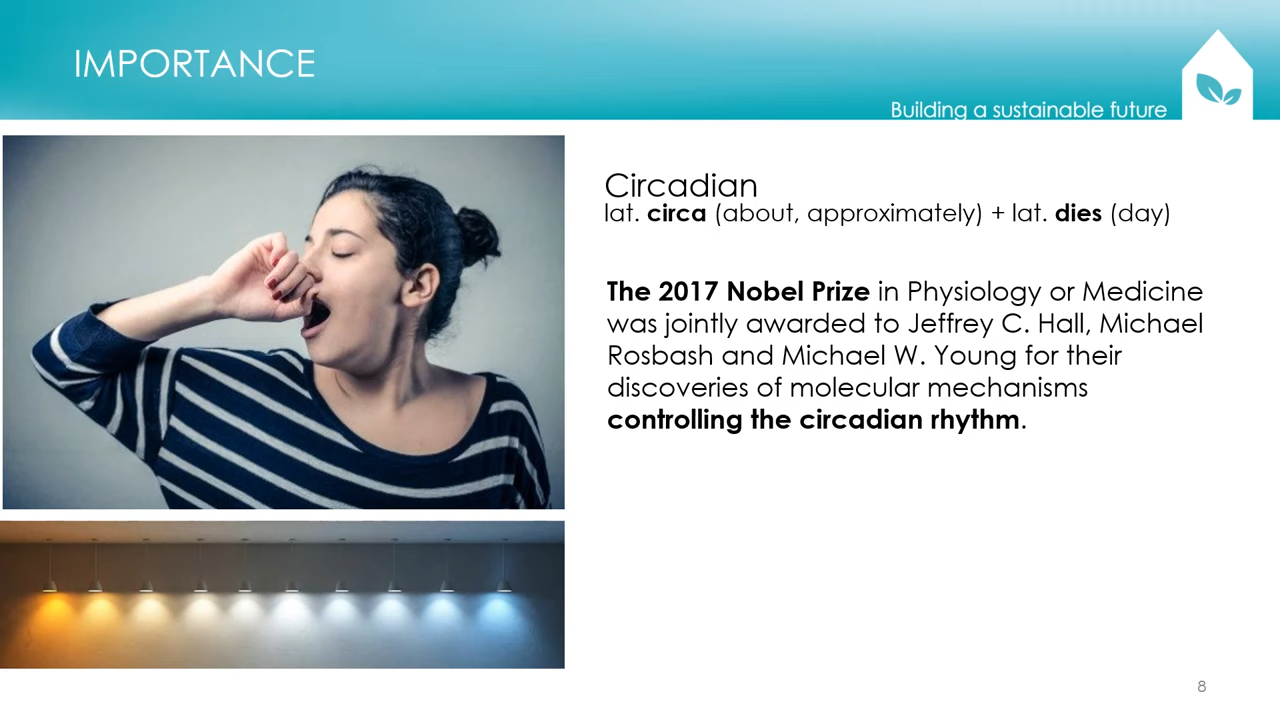 IMPORTANCE
Building a sustainable future
Circadian
lat. circa (about, approximately) + lat. dies (day)
The 2017 Nobel Prize in Physiology or Medicine
was jointly awarded to Jeffrey C. Hall, Michael
Rosbash and Michael W. Young for their
discoveries of molecular mechanisms
controlling the circadian rhythm.
8